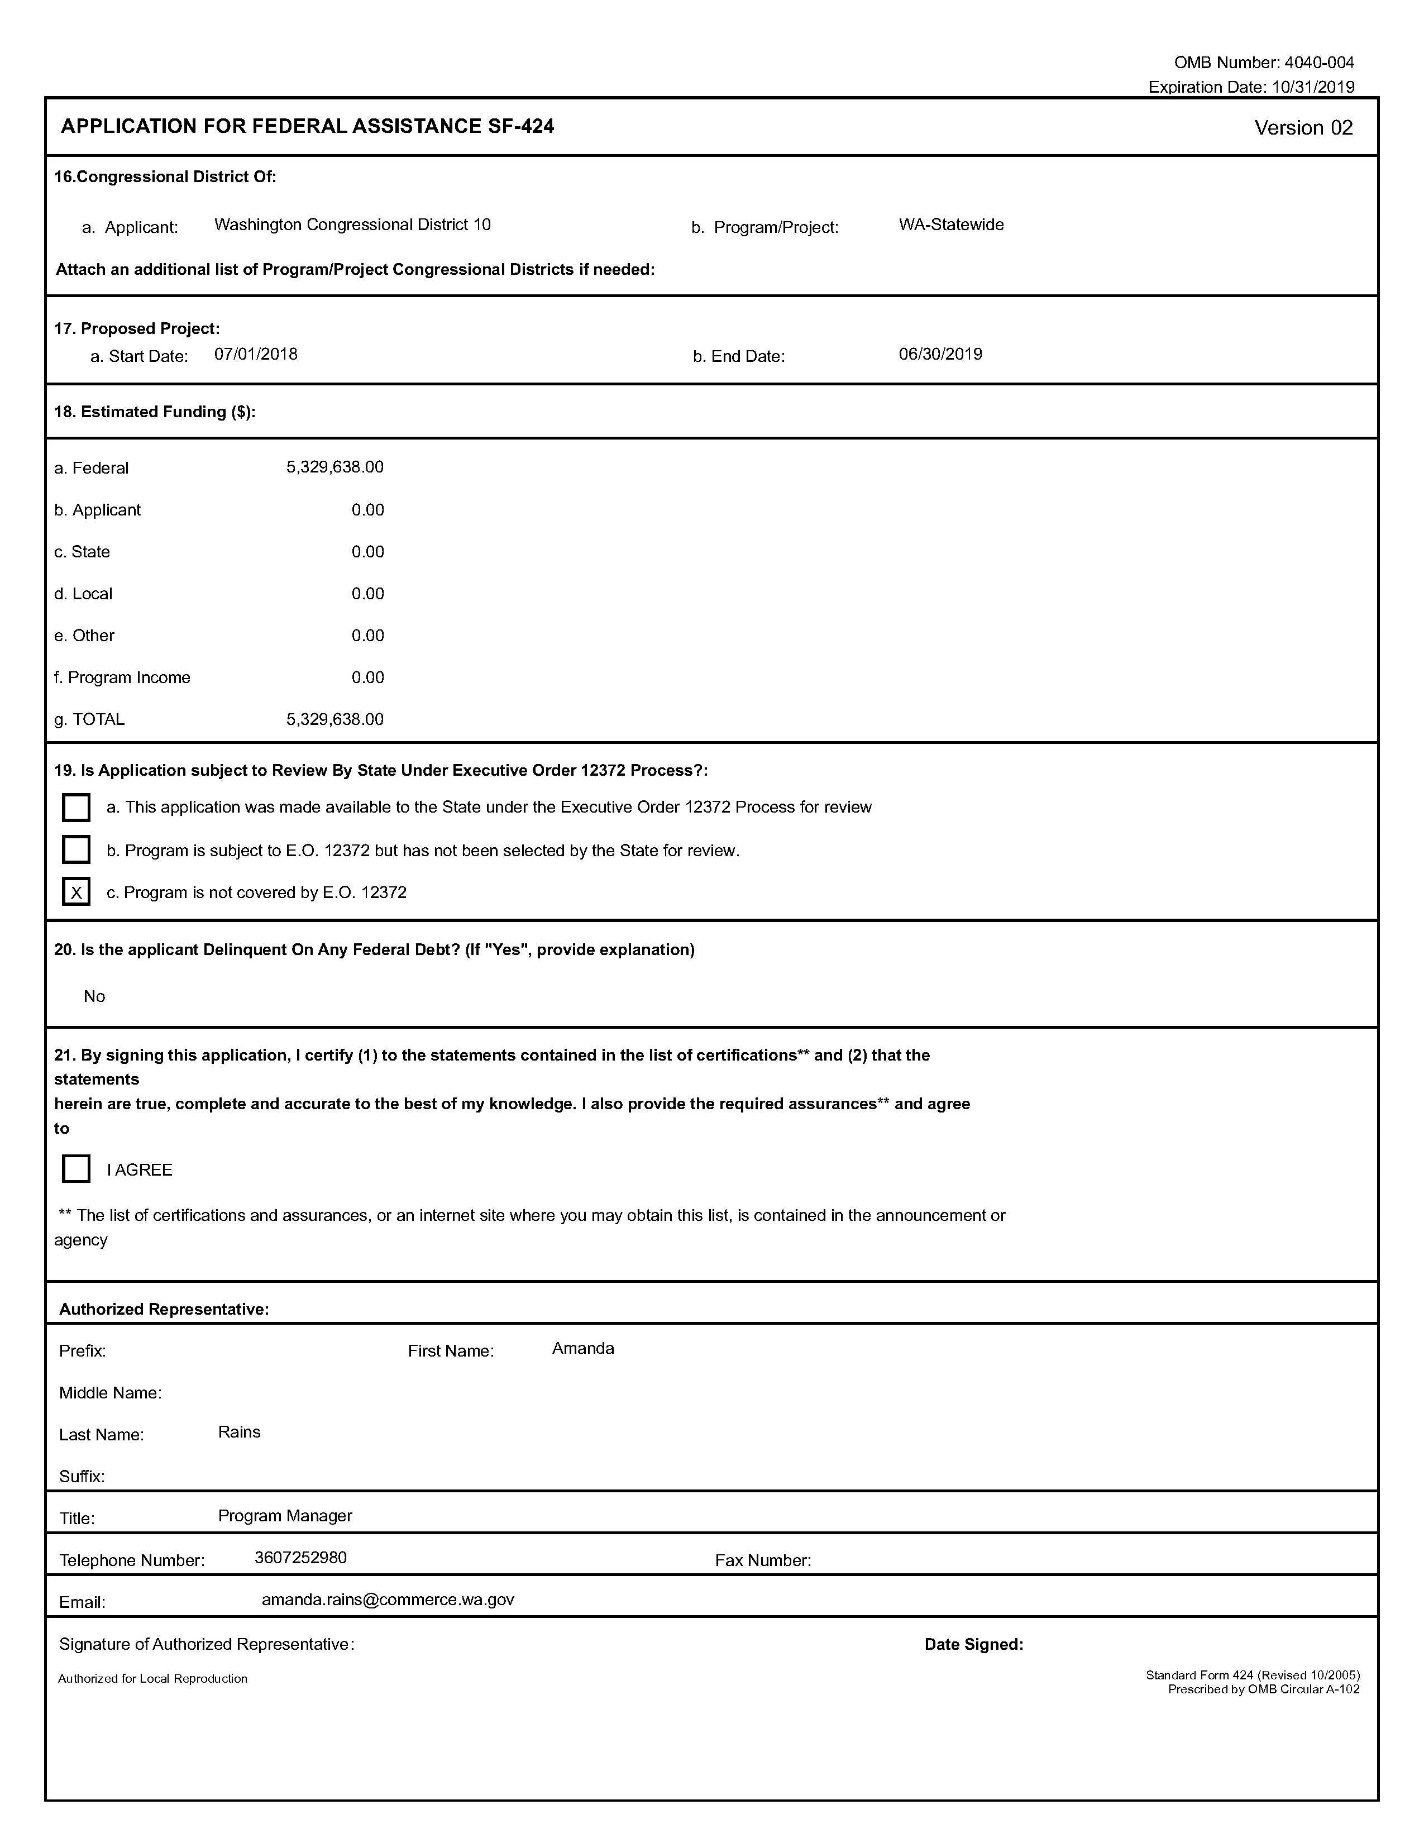 OMB Number: 4040-004
Expiration Date: 10/31/2019
APPLICATION FOR FEDERAL ASSISTANCE SF-424 Version 02
16.Congressional District Of:
a. Applicant: Washington Congressional District 10 b. Program/Project: WA-Statewide
Attach an additional list of Program/Project Congressional Districts if needed:
17. Proposed Project:
a. Start Date: 07/01/2018 b. End Date: 06/30/2019
18. Estimated Funding ($):
a. Federal 5,329,638.00
b. Applicant 0.00
c. State 0.00
d. Local 0.00
e. Other 0.00
f. Program Income 0.00
g. TOTAL 5,329,638.00
19. Is Application subject to Review By State Under Executive Order 12372 Process?:
a. This application was made available to the State under the Executive Order 12372 Process for review
b. Program is subject to E.O. 12372 but has not been selected by the State for review.
X c. Program is not covered by E.O. 12372
20. Is the applicant Delinquent On Any Federal Debt? (If "Yes", provide explanation)
No
21. By signing this application, I certify (1) to the statements contained in the list of certifications** and (2) that the
statements
herein are true, complete and accurate to the best of my knowledge. I also provide the required assurances** and agree
to
I AGREE
** The list of certifications and assurances, or an internet site where you may obtain this list, is contained in the announcement or
agency
Authorized Representative:
Prefix: First Name: Amanda
Middle Name:
Last Name: Rains
Suffix:
Title: Program Manager
Telephone Number: 3607252980 Fax Number:
Email: amanda.rains@commerce.wa.gov
Signature of Authorized Representative: Date Signed:
Authorized for Local Reproduction Standard Form 424 (Revised 10/2005)
Prescribed by OMB Circular A-102